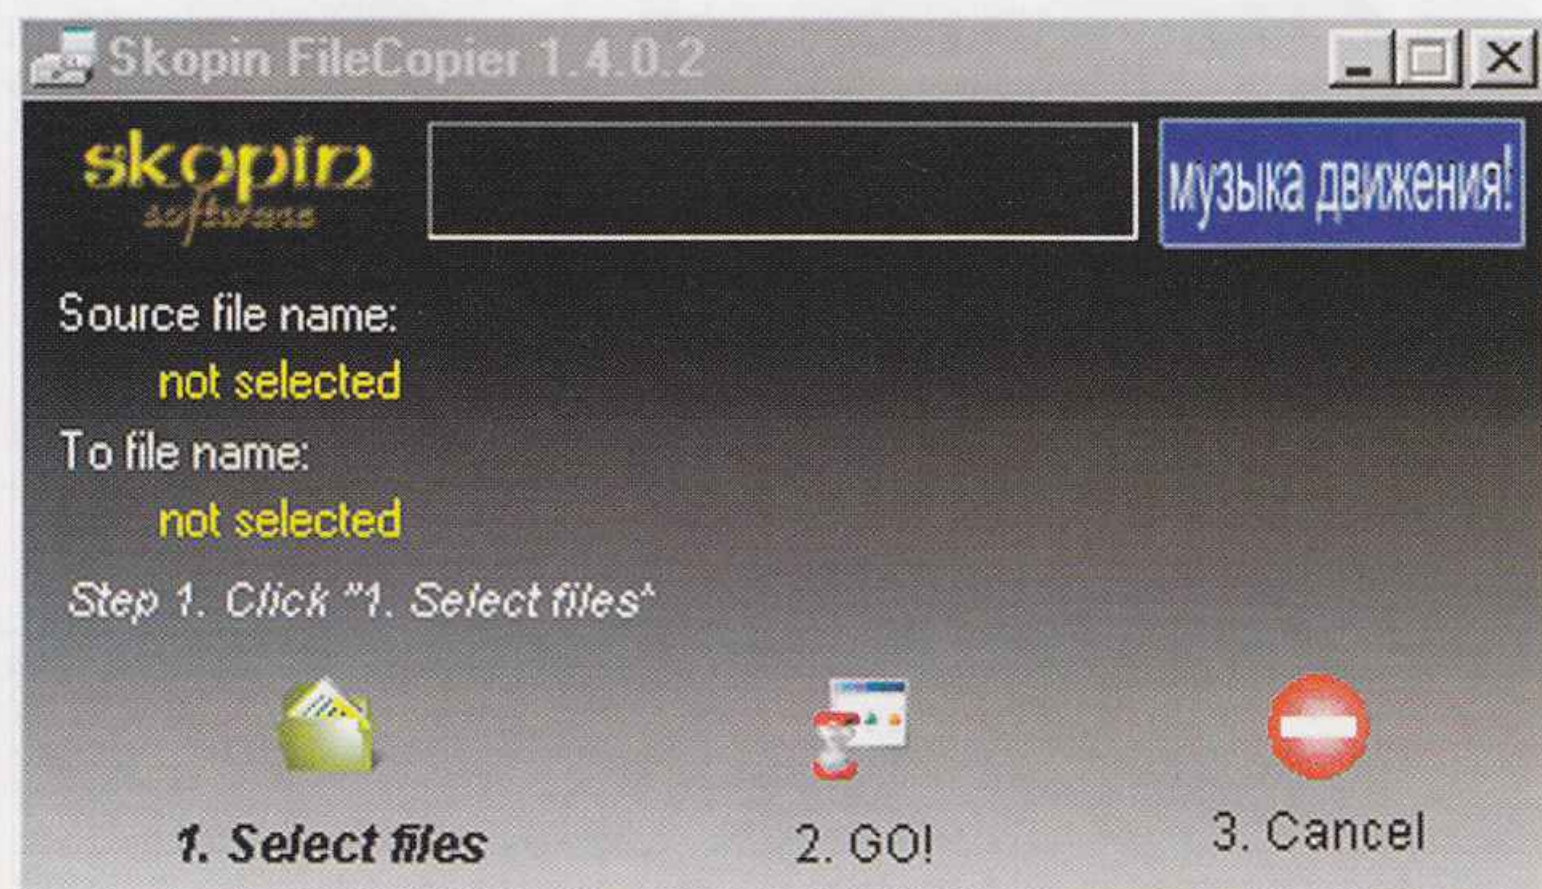 Skopin FileCopier 1.4.0.2
skopin
software
музыка движения!
Source file name:
not selected
To file name:
not selected
Step 1. Click "1. Select files"
1. Select files
2. GO!
3. Cancel